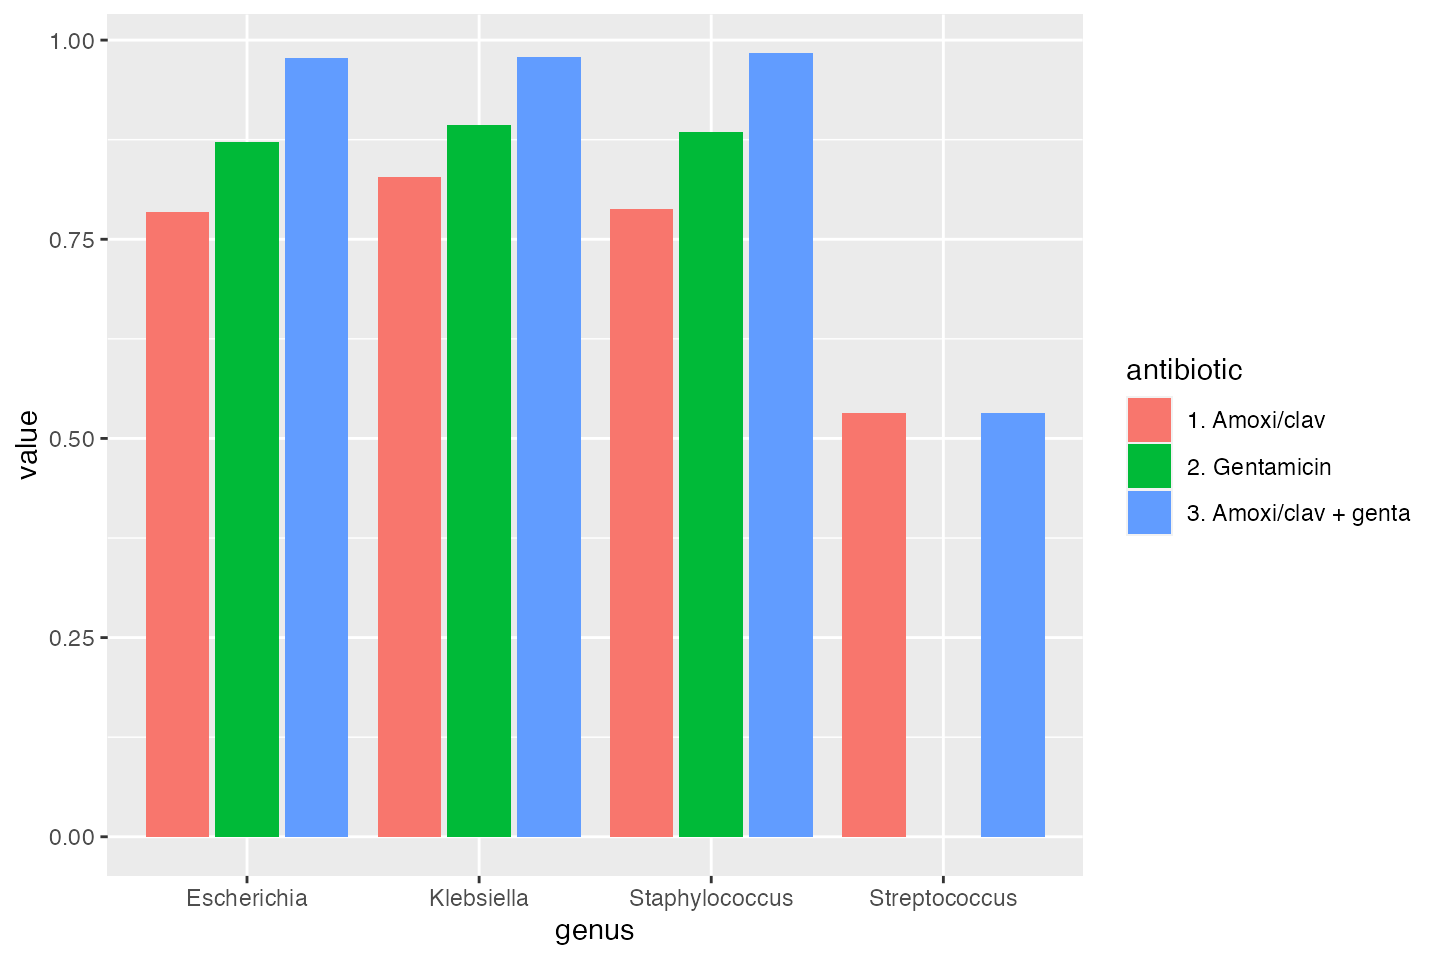 1.00
0.75
0.50
0.25
0.00
value
Escherichia
Klebsiella
Staphylococcus
Streptococcus
genus
antibiotic
1. Amoxi/clav
2. Gentamicin
3. Amoxi/clav + genta